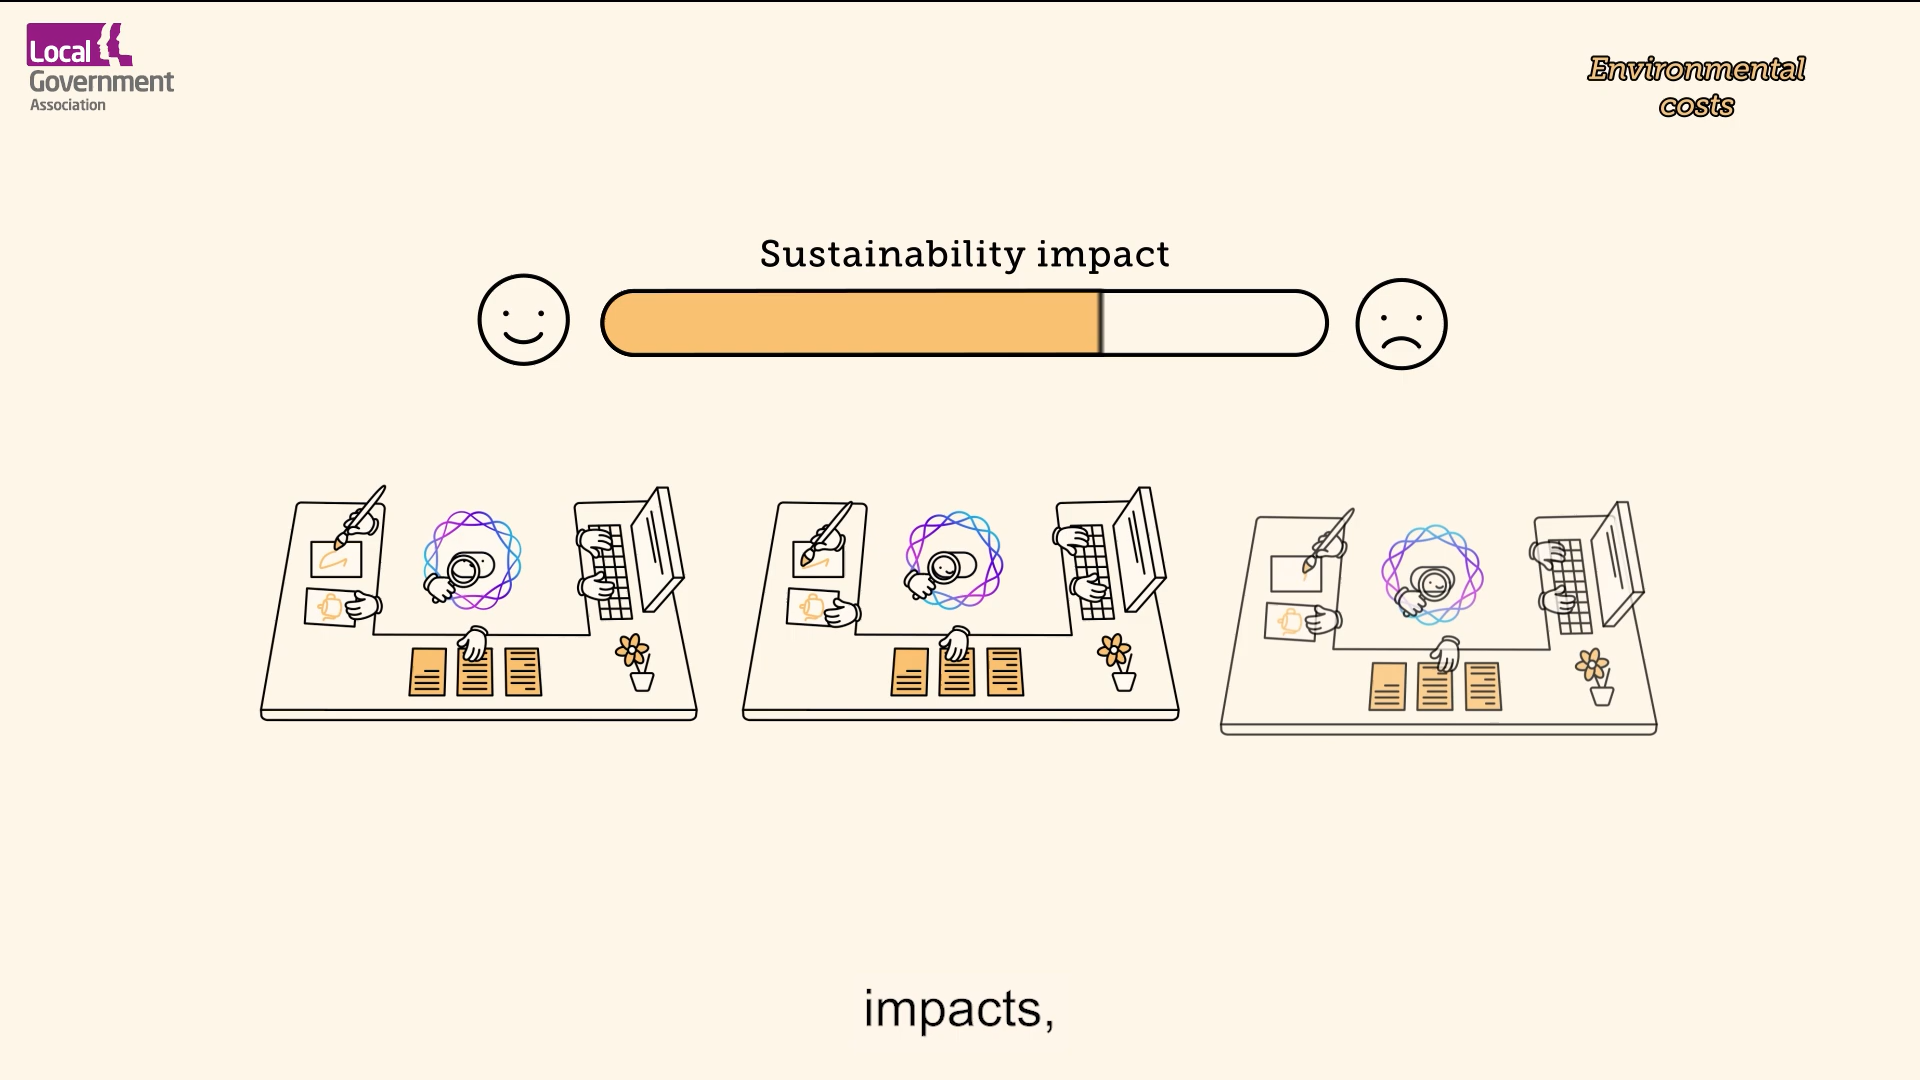 Local
Government
Association
Environmental
costs
Sustainability impact
impacts,